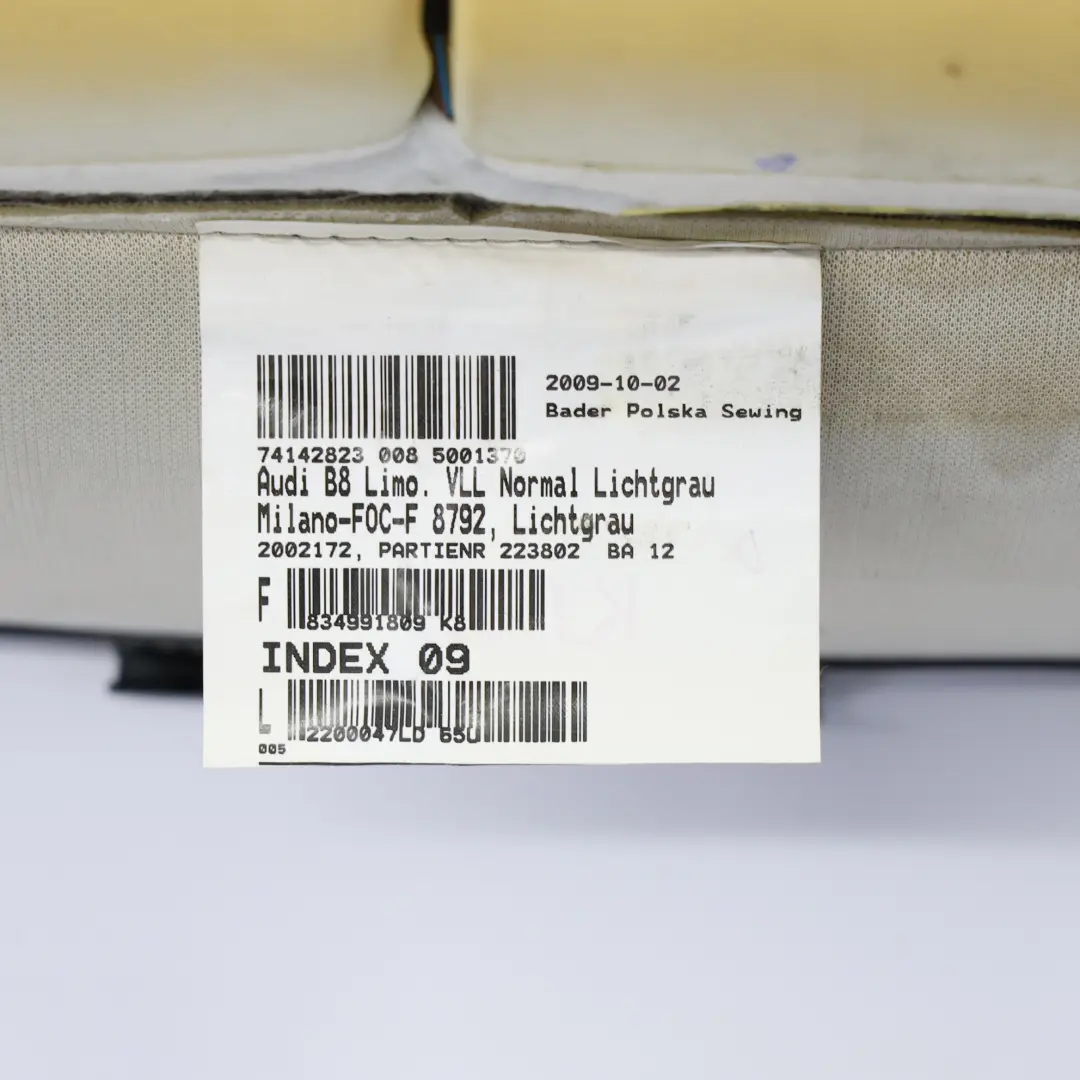 2009-10-02
Bader Polska Sewing
74142823 008 5001370
Audi B8 Limo. VLL Normal Lichtgrau
Milano-FOC-F 8792, Lichtgrau
2002172, PARTIENR 223802 BA 12
F
834991809 K8
INDEX 09
L
2200047LD 65U
005